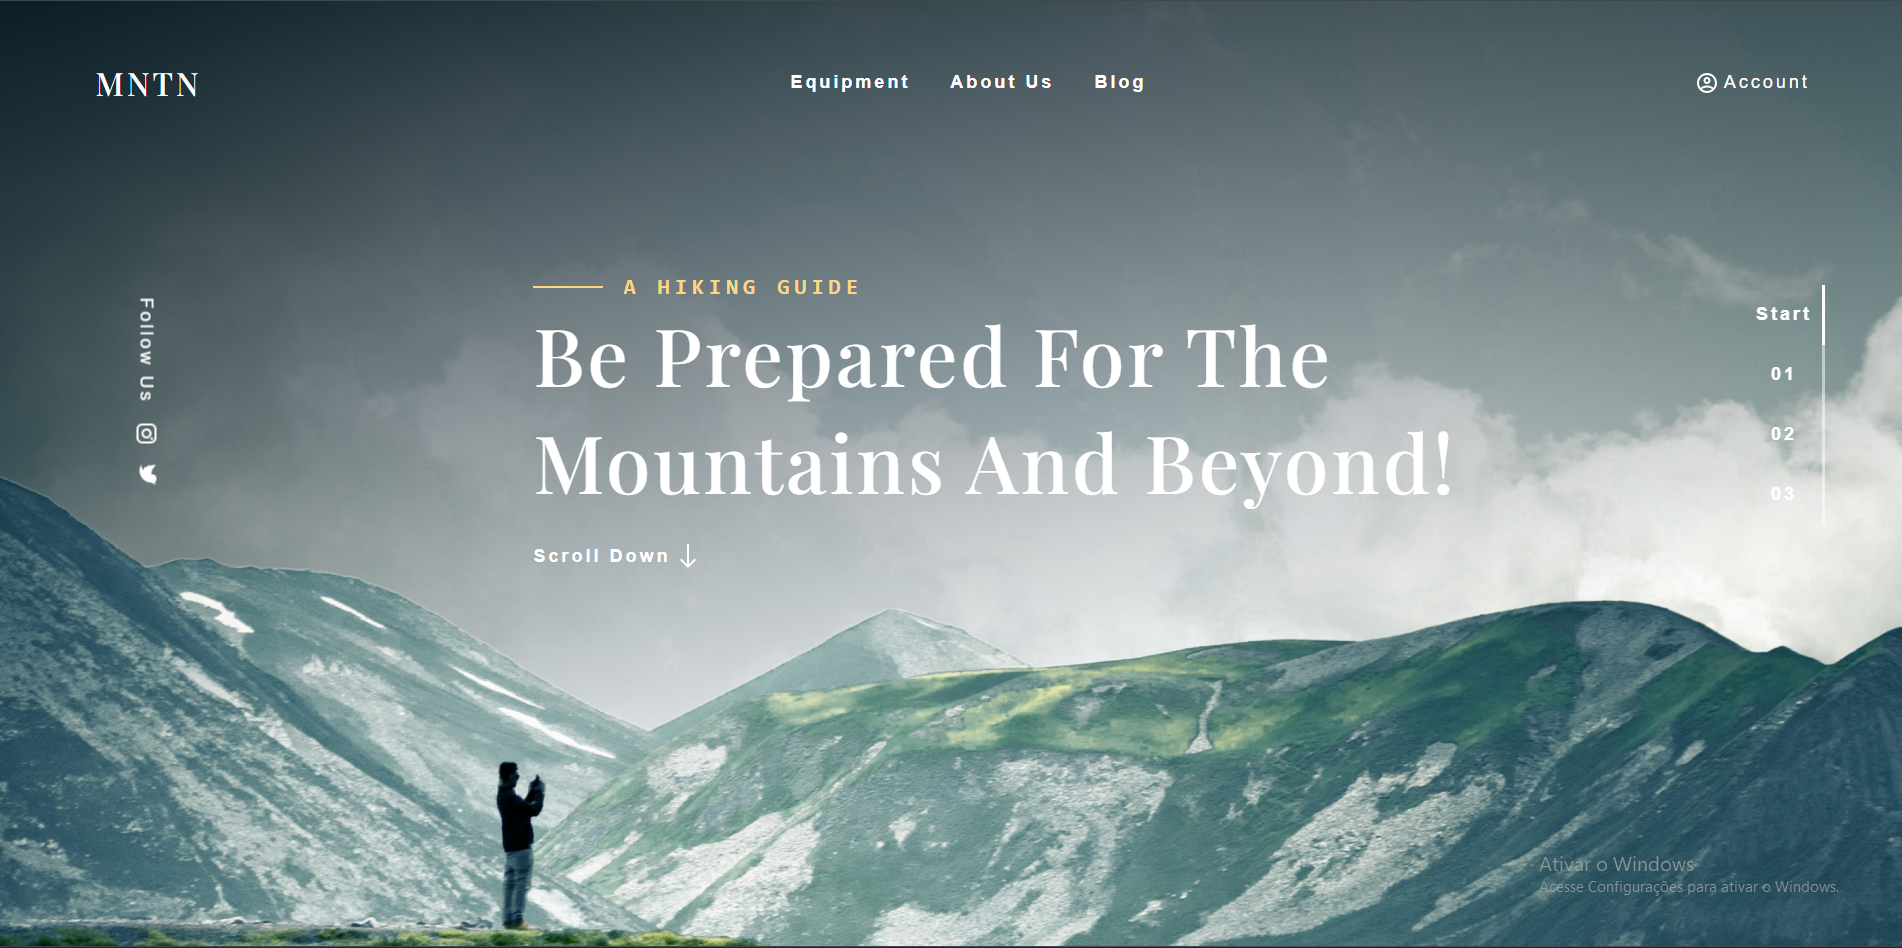 MNTN
Equipment
About Us
Blog
Account
Follow Us
A HIKING GUIDE
Be Prepared For The
Mountains And Beyond!
Scroll Down
Start
01
02
03
Ativar o Windows
Acesse Configurações para ativar o Windows.